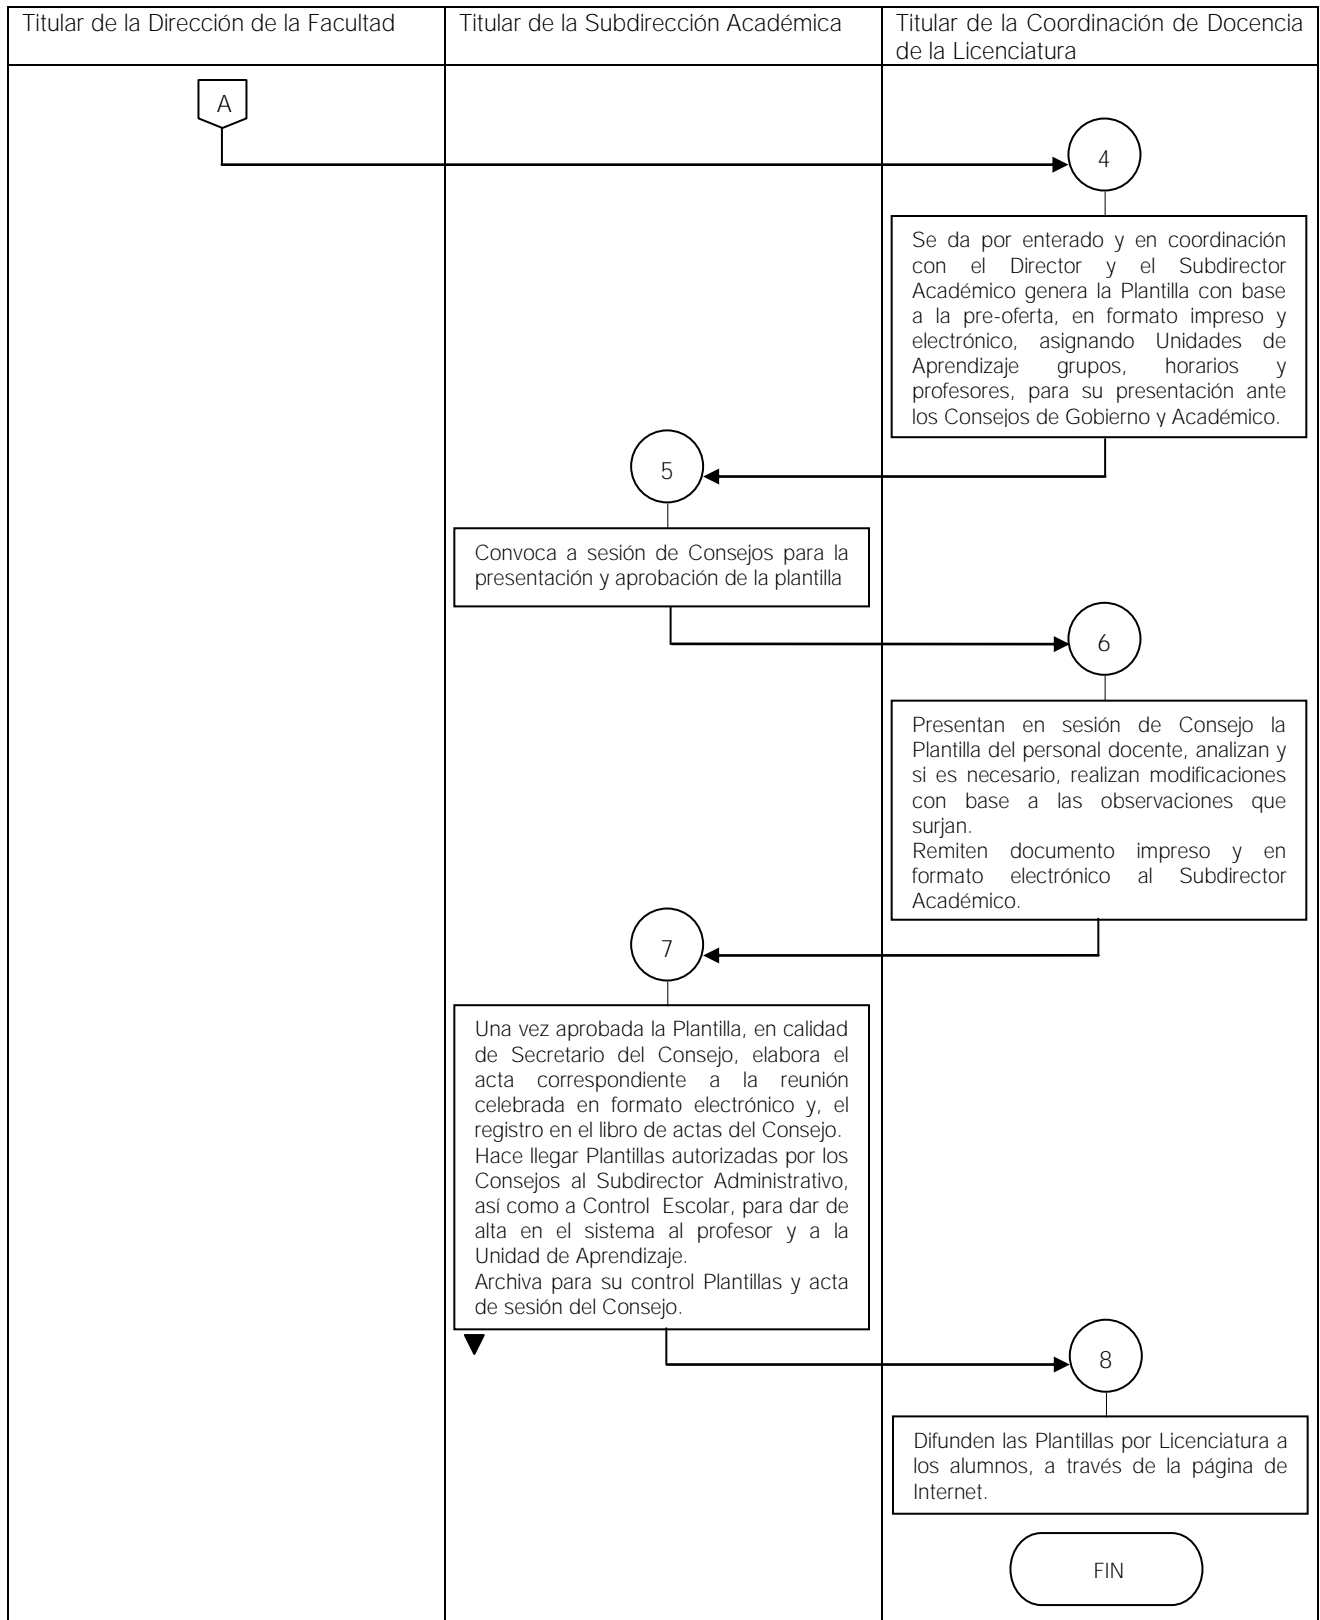 Titular de la Dirección de la Facultad
Titular de la Subdirección Académica
Titular de la Coordinación de Docencia
de la Licenciatura
A
4
Se da por enterado y en coordinación
con el Director y el Subdirector
Académico genera la Plantilla con base
a la pre-oferta, en formato impreso y
electrónico, asignando Unidades de
Aprendizaje grupos, horarios y
profesores, para su presentación ante
los Consejos de Gobierno y Académico.
5
Convoca a sesión de Consejos para la
presentación y aprobación de la plantilla
6
Presentan en sesión de Consejo la
Plantilla del personal docente, analizan y
si es necesario, realizan modificaciones
con base a las observaciones que
surjan.
Remiten documento impreso y en
formato electrónico al Subdirector
Académico.
7
Una vez aprobada la Plantilla, en calidad
de Secretario del Consejo, elabora el
acta correspondiente a la reunión
celebrada en formato electrónico y, el
registro en el libro de actas del Consejo.
Hace llegar Plantillas autorizadas por los
Consejos al Subdirector Administrativo,
así como a Control Escolar, para dar de
alta en el sistema al profesor y a la
Unidad de Aprendizaje.
Archiva para su control Plantillas y acta
de sesión del Consejo.
8
Difunden las Plantillas por Licenciatura a
los alumnos, a través de la página de
Internet.
FIN